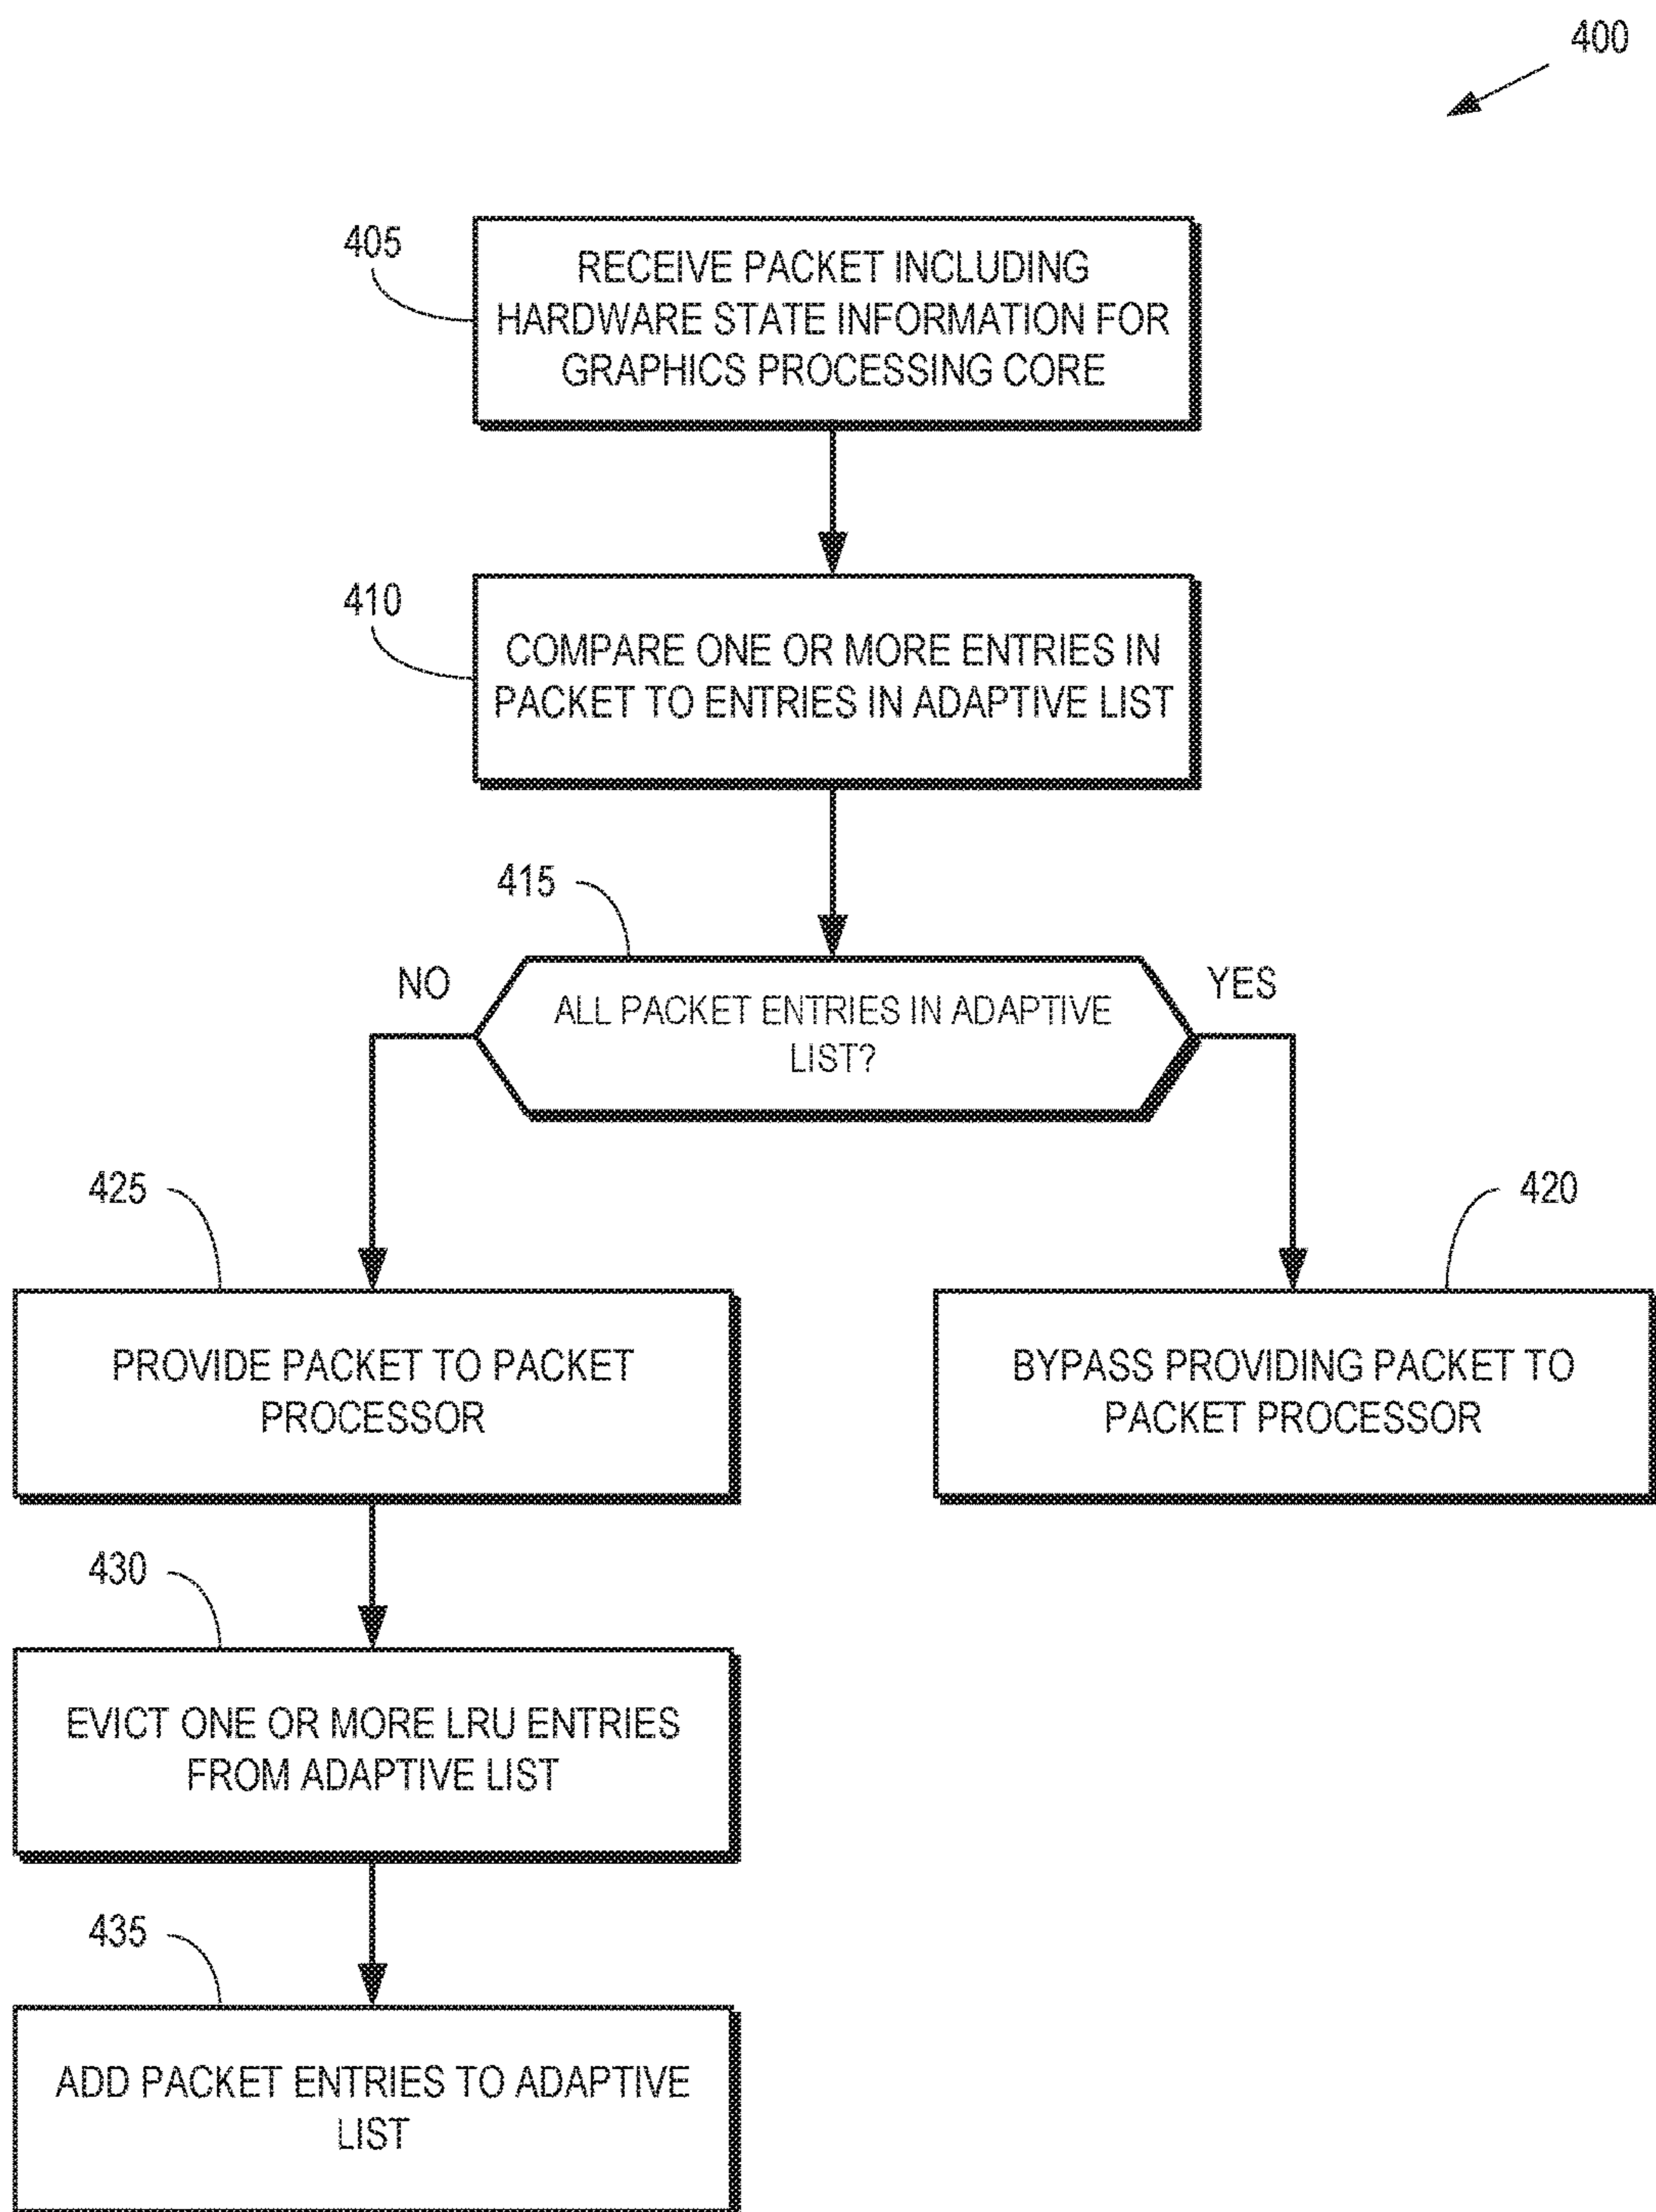 400
405
RECEIVE PACKET INCLUDING
HARDWARE STATE INFORMATION FOR
GRAPHICS PROCESSING CORE
410
COMPARE ONE OR MORE ENTRIES IN
PACKET TO ENTRIES IN ADAPTIVE LIST
415
NO
YES
ALL PACKET ENTRIES IN ADAPTIVE
LIST?
425
420
PROVIDE PACKET TO PACKET
PROCESSOR
BYPASS PROVIDING PACKET TO
PACKET PROCESSOR
430
EVICT ONE OR MORE LRU ENTRIES
FROM ADAPTIVE LIST
435
ADD PACKET ENTRIES TO ADAPTIVE
LIST